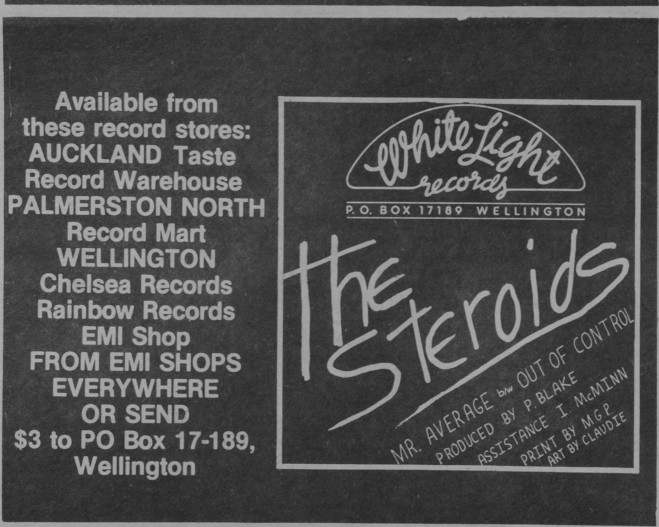 Available from
these record stores:
AUCKLAND Taste
Record Warehouse
PALMERSTON NORTH
Record Mart
WELLINGTON
Chelsea Records
Rainbow Records
EMI Shop
FROM EMI SHOPS
EVERYWHERE
OR SEND
$3 to PO Box 17-189,
Wellington
White Light
records
P.O. BOX 17189 WELLINGTON
the
Steroids
MR. AVERAGE b/w OUT OF CONTROL
PRODUCED BY P. BLAKE
ASSISTANCE I. McMINN
PRINT BY M.G.P.
ART BY CLAUDIE